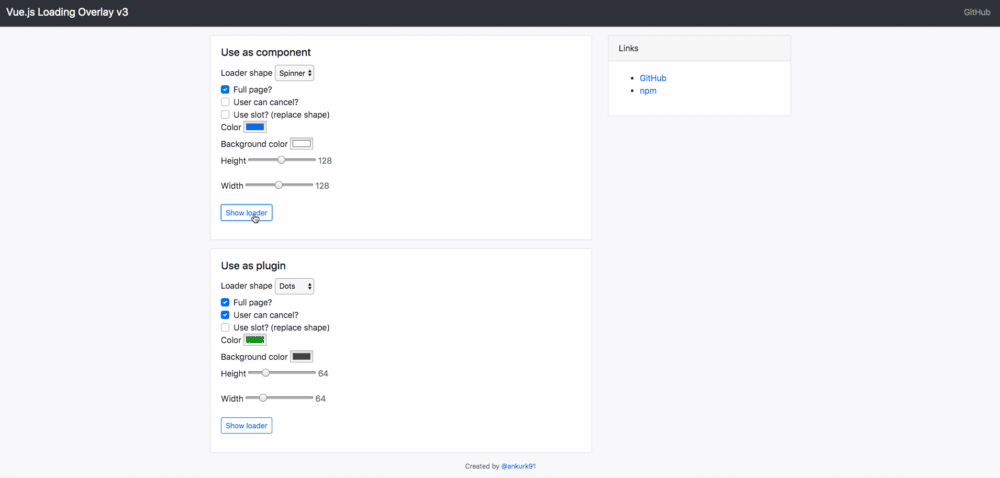 Vue.js Loading Overlay v3
GitHub
Use as component
Loader shape Spinner
Full page?
User can cancel?
Use slot? (replace shape)
Color
Background color
Height 128
Width 128
Show loader
Links
GitHub
npm
Use as plugin
Loader shape Dots
Full page?
User can cancel?
Use slot? (replace shape)
Color
Background color
Height 64
Width 64
Show loader
Created by @ankurk91